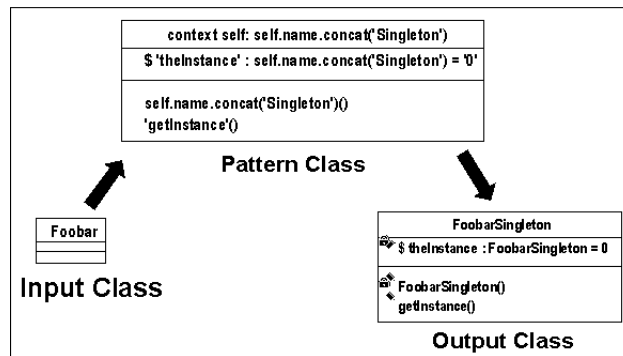 context self: self.name.concat('Singleton')
$ 'theInstance' : self.name.concat('Singleton') = '0'
self.name.concat('Singleton)()
'getInstance'()
Pattern Class
Foobar
Input Class
FoobarSingleton
$ theInstance : FoobarSingleton = 0
FoobarSingleton()
getInstance()
Output Class